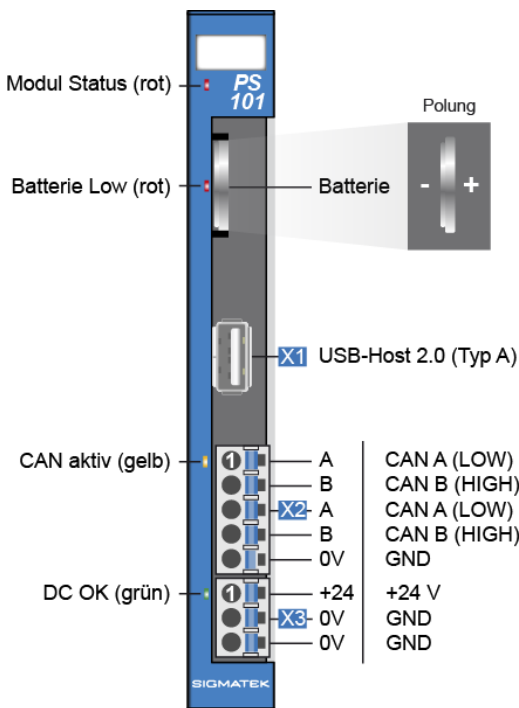 Modul Status (rot)
PS
101
Polung
Batterie Low (rot)
Batterie
- +
X1 USB-Host 2.0 (Typ A)
CAN aktiv (gelb)
1 A CAN A (LOW)
B CAN B (HIGH)
X2 A CAN A (LOW)
B CAN B (HIGH)
0V GND
DC OK (grün)
1 +24 +24 V
X3 0V GND
0V GND
SIGMATEK